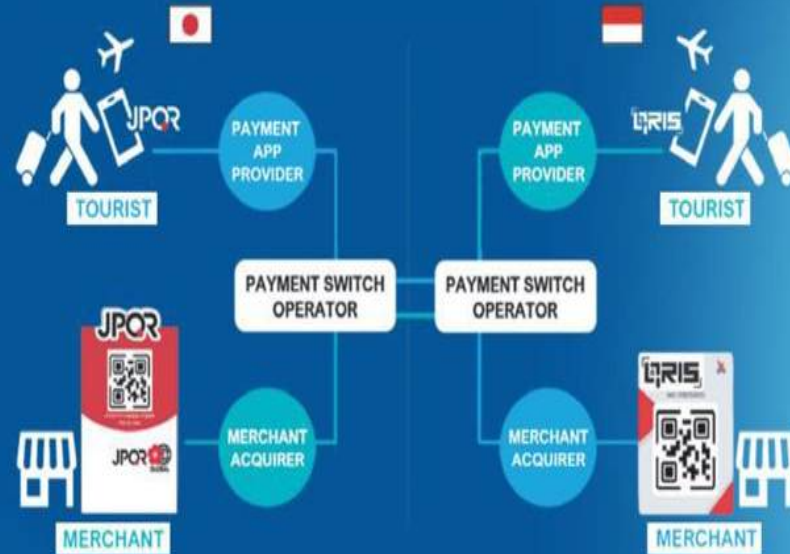 JPQR
TOURIST
PAYMENT
APP
PROVIDER
PAYMENT
APP
PROVIDER
QRIS
TOURIST
PAYMENT SWITCH
OPERATOR
PAYMENT SWITCH
OPERATOR
JPQR
JPQR
GLOBAL
MERCHANT
MERCHANT
ACQUIRER
MERCHANT
ACQUIRER
QRIS
MERCHANT